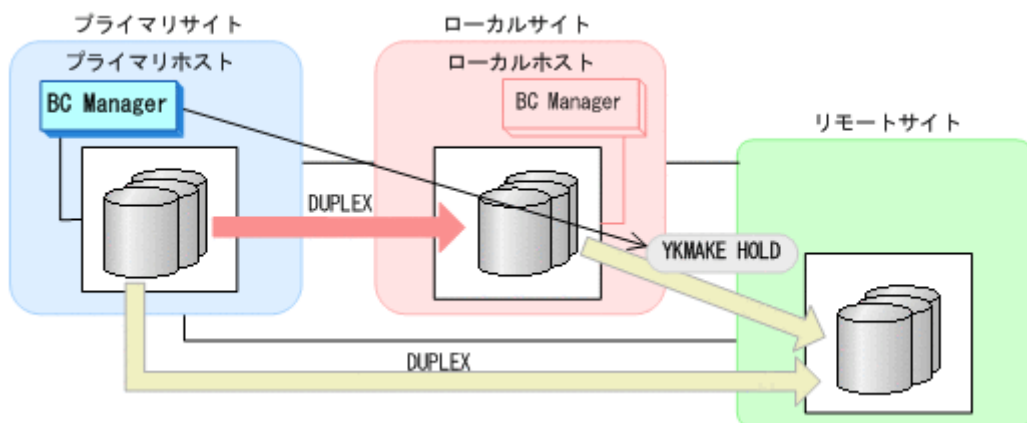 プライマリサイト
ローカルサイト
プライマリホスト
ローカルホスト
BC Manager
BC Manager
リモートサイト
DUPLEX
YKMAKE HOLD
DUPLEX